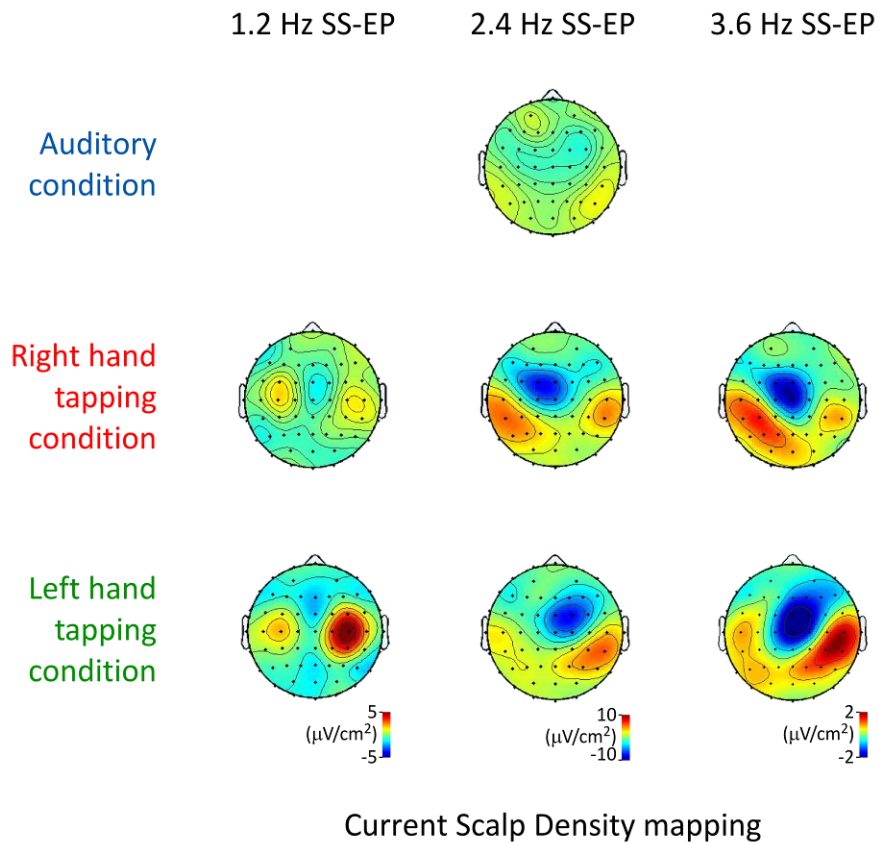 1.2 Hz SS-EP
2.4 Hz SS-EP
3.6 Hz SS-EP
Auditory
condition
Right hand
tapping
condition
Left hand
tapping
condition
5
(μV/cm²)
-5
10
(μV/cm²)
-10
2
(μV/cm²)
-2
Current Scalp Density mapping